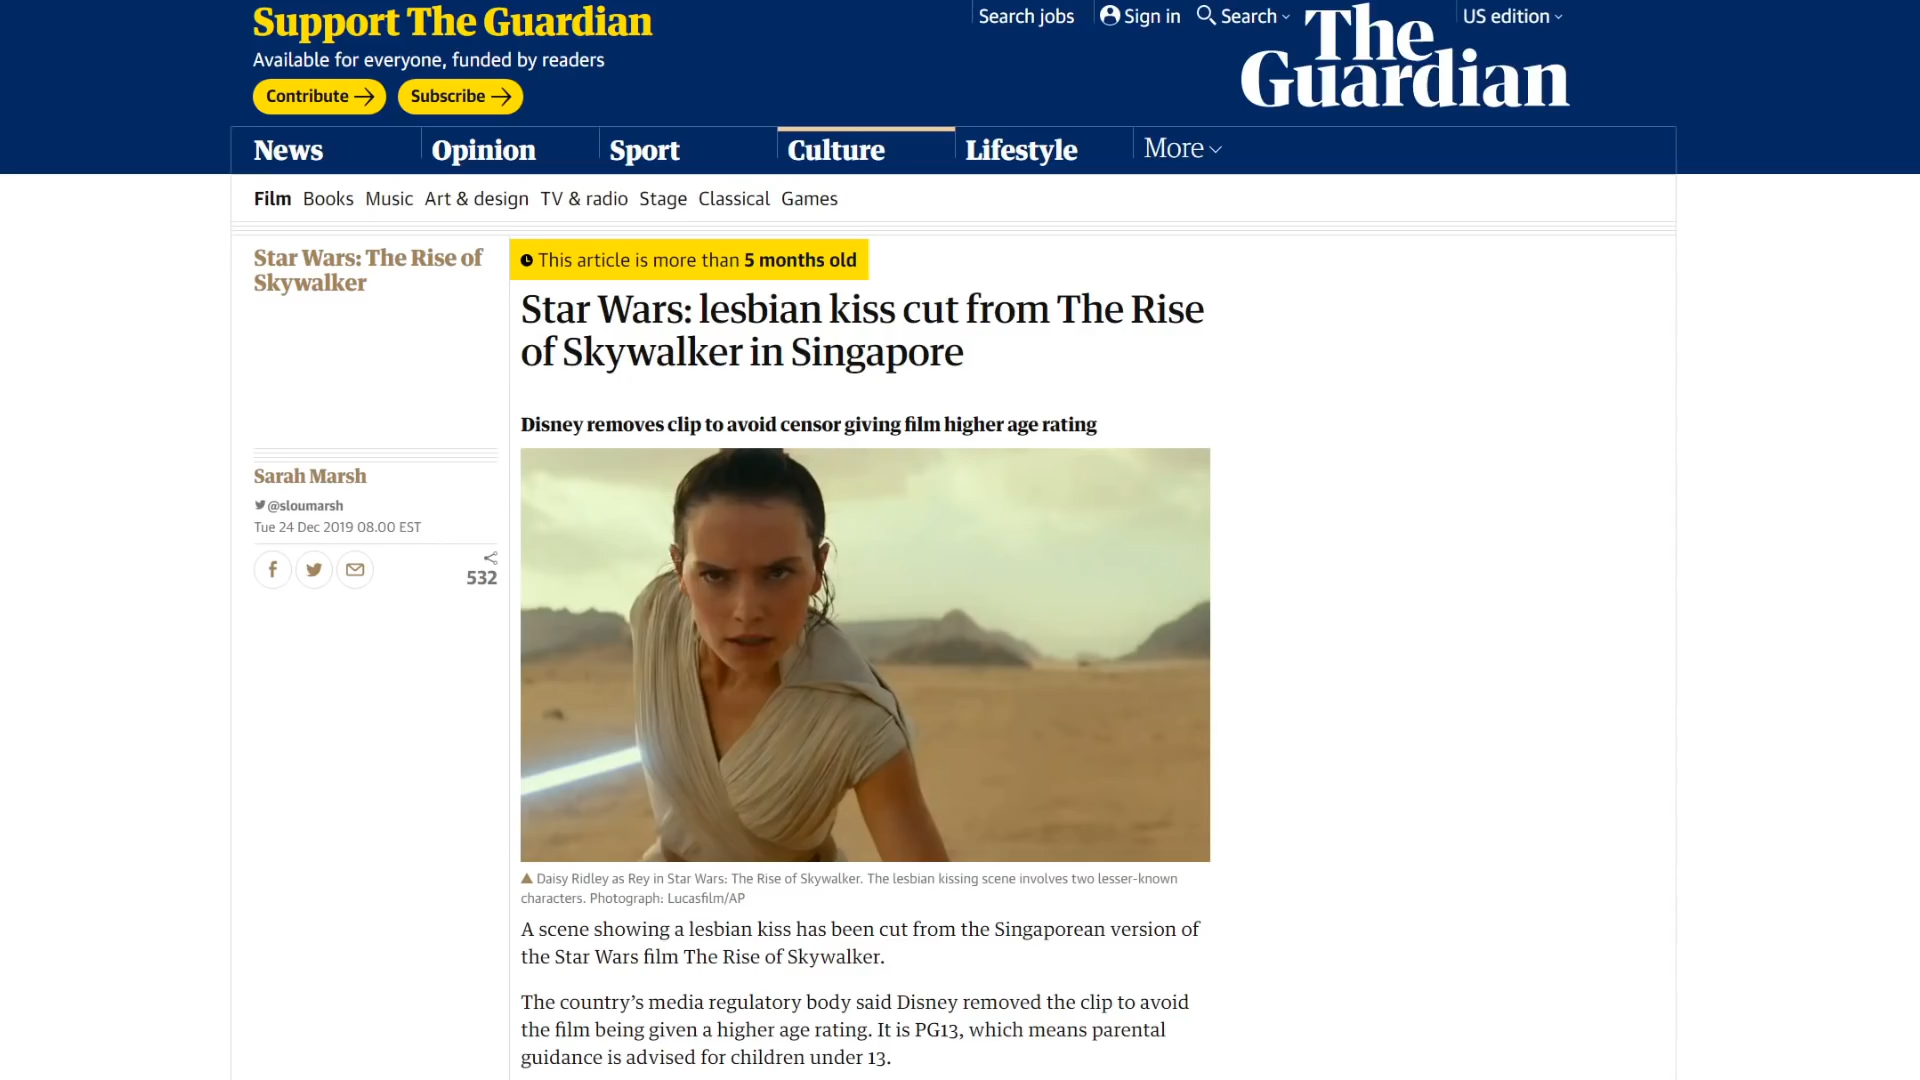 Support The Guardian
Available for everyone, funded by readers
Contribute
Subscribe
Search jobs
Sign in
Search
US edition
The
Guardian
News
Opinion
Sport
Culture
Lifestyle
More
Film Books Music Art & design TV & radio Stage Classical Games
Star Wars: The Rise of
Skywalker
This article is more than 5 months old
Star Wars: lesbian kiss cut from The Rise
of Skywalker in Singapore
Disney removes clip to avoid censor giving film higher age rating
Sarah Marsh
@sloumarsh
Tue 24 Dec 2019 08.00 EST
532
Daisy Ridley as Rey in Star Wars: The Rise of Skywalker. The lesbian kissing scene involves two lesser-known
characters. Photograph: Lucasfilm/AP
A scene showing a lesbian kiss has been cut from the Singaporean version of
the Star Wars film The Rise of Skywalker.
The country’s media regulatory body said Disney removed the clip to avoid
the film being given a higher age rating. It is PG13, which means parental
guidance is advised for children under 13.